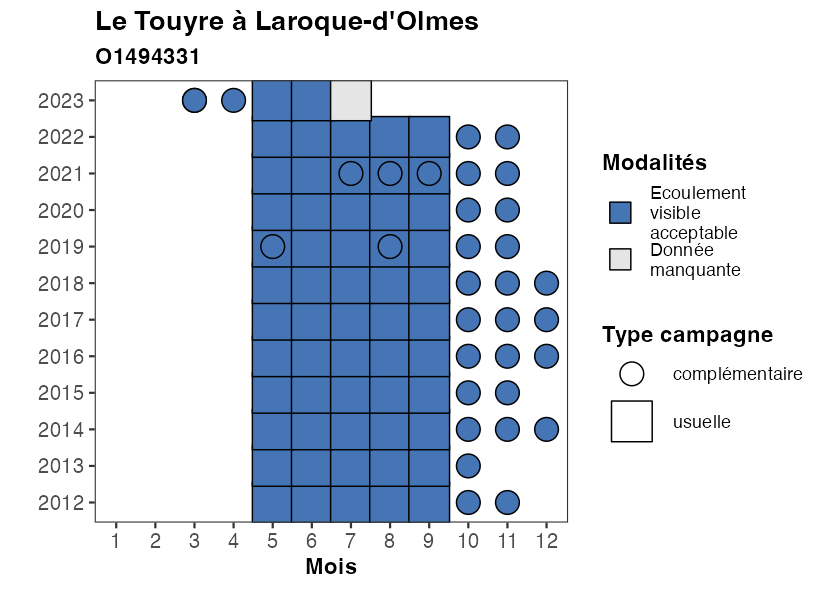 Le Touyre à Laroque-d'Olmes
O1494331
2023
2022
2021
2020
2019
2018
2017
2016
2015
2014
2013
2012
1 2 3 4 5 6 7 8 9 10 11 12
Mois
Modalités
Ecoulement
visible
acceptable
Donnée
manquante
Type campagne
complémentaire
usuelle